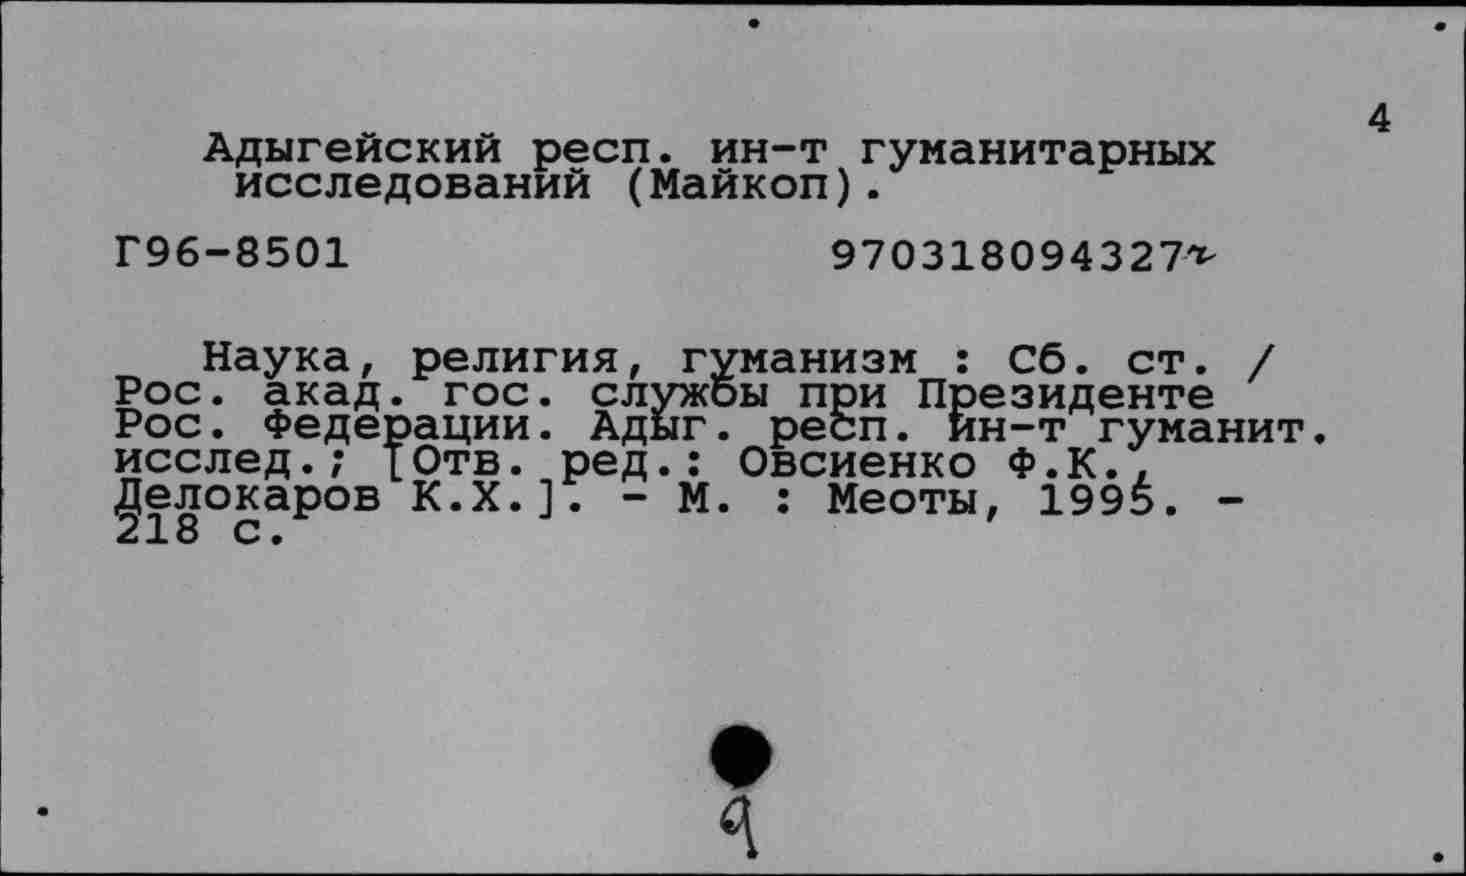 4
Адыгейский респ. ин-т гуманитарных
исследований (Майкоп).
Г96-8501 970318094327
Наука, религия, гуманизм : Сб. ст. /
Рос. акад. гос. службы при Президенте
Рос. Федерации. Адыг. респ. ин-т гуманит.
исслед.; [Отв. ред.: Овсиенко Ф.К.,
Делокаров К.Х.]. - М. : Меоты, 1996. -
218 с.